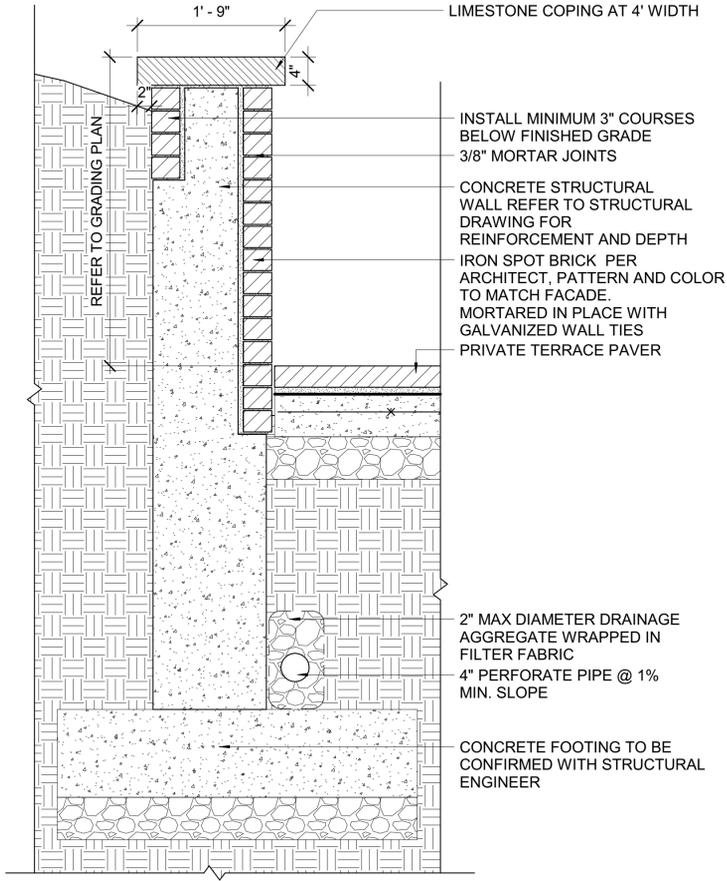 1' - 9"
LIMESTONE COPING AT 4' WIDTH
4"
2"
REFER TO GRADING PLAN
INSTALL MINIMUM 3" COURSES
BELOW FINISHED GRADE
3/8" MORTAR JOINTS
CONCRETE STRUCTURAL
WALL REFER TO STRUCTURAL
DRAWING FOR
REINFORCEMENT AND DEPTH
IRON SPOT BRICK PER
ARCHITECT, PATTERN AND COLOR
TO MATCH FACADE.
MORTARED IN PLACE WITH
GALVANIZED WALL TIES
PRIVATE TERRACE PAVER
2" MAX DIAMETER DRAINAGE
AGGREGATE WRAPPED IN
FILTER FABRIC
4" PERFORATE PIPE @ 1%
MIN. SLOPE
CONCRETE FOOTING TO BE
CONFIRMED WITH STRUCTURAL
ENGINEER